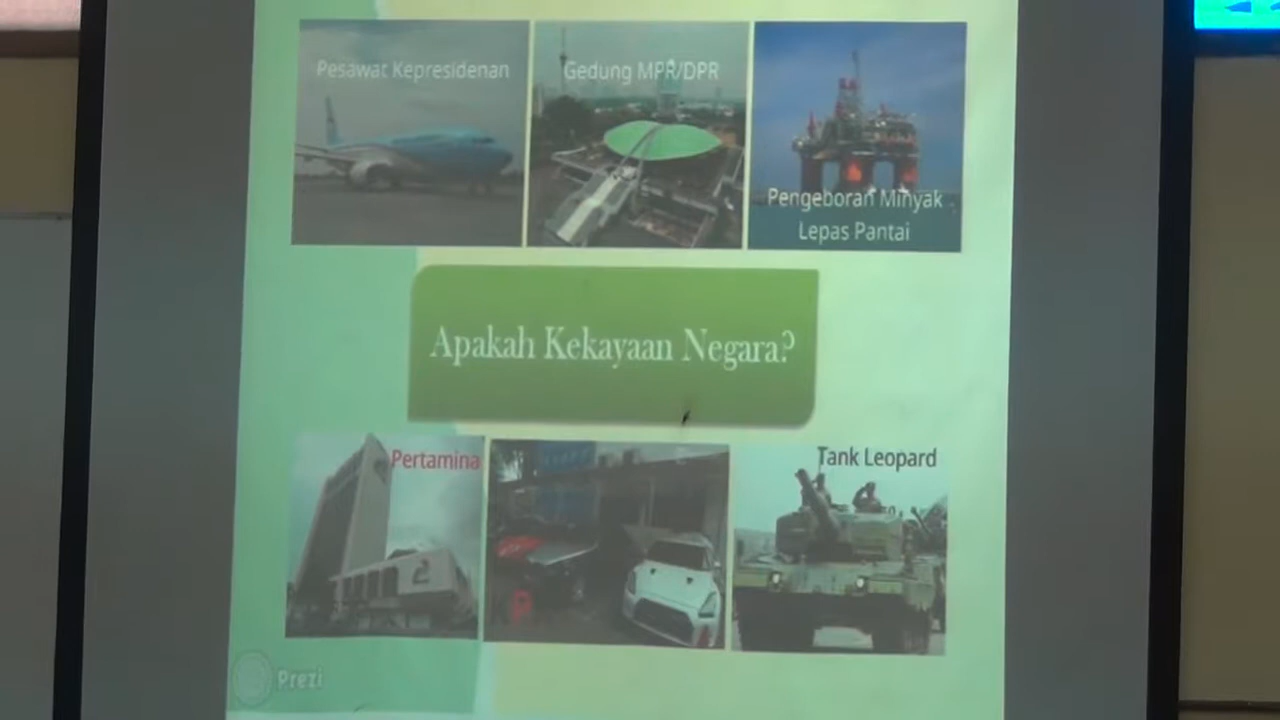 Pesawat Kepresidenan
Gedung MPR/DPR
Pengeboran Minyak
Lepas Pantai
Apakah Kekayaan Negara?
Pertamina
Tank Leopard
P
Prezi